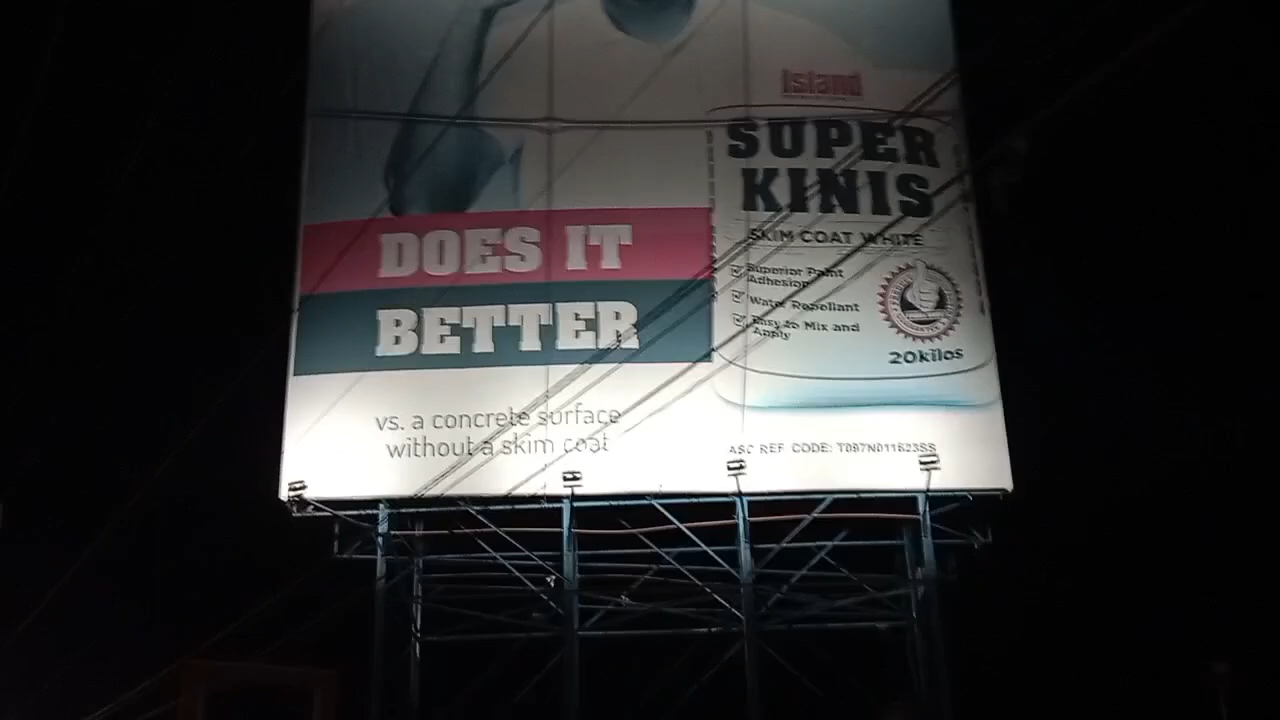 Island
SUPER
KINIS
SKIM COAT WHITE
Superior Paint
Adhesion
Water Repellant
Easy to Mix and
Apply
20kilos
DOES IT
BETTER
vs. a concrete surface
without a skim coat
ASC REF CODE: T097N011623SS